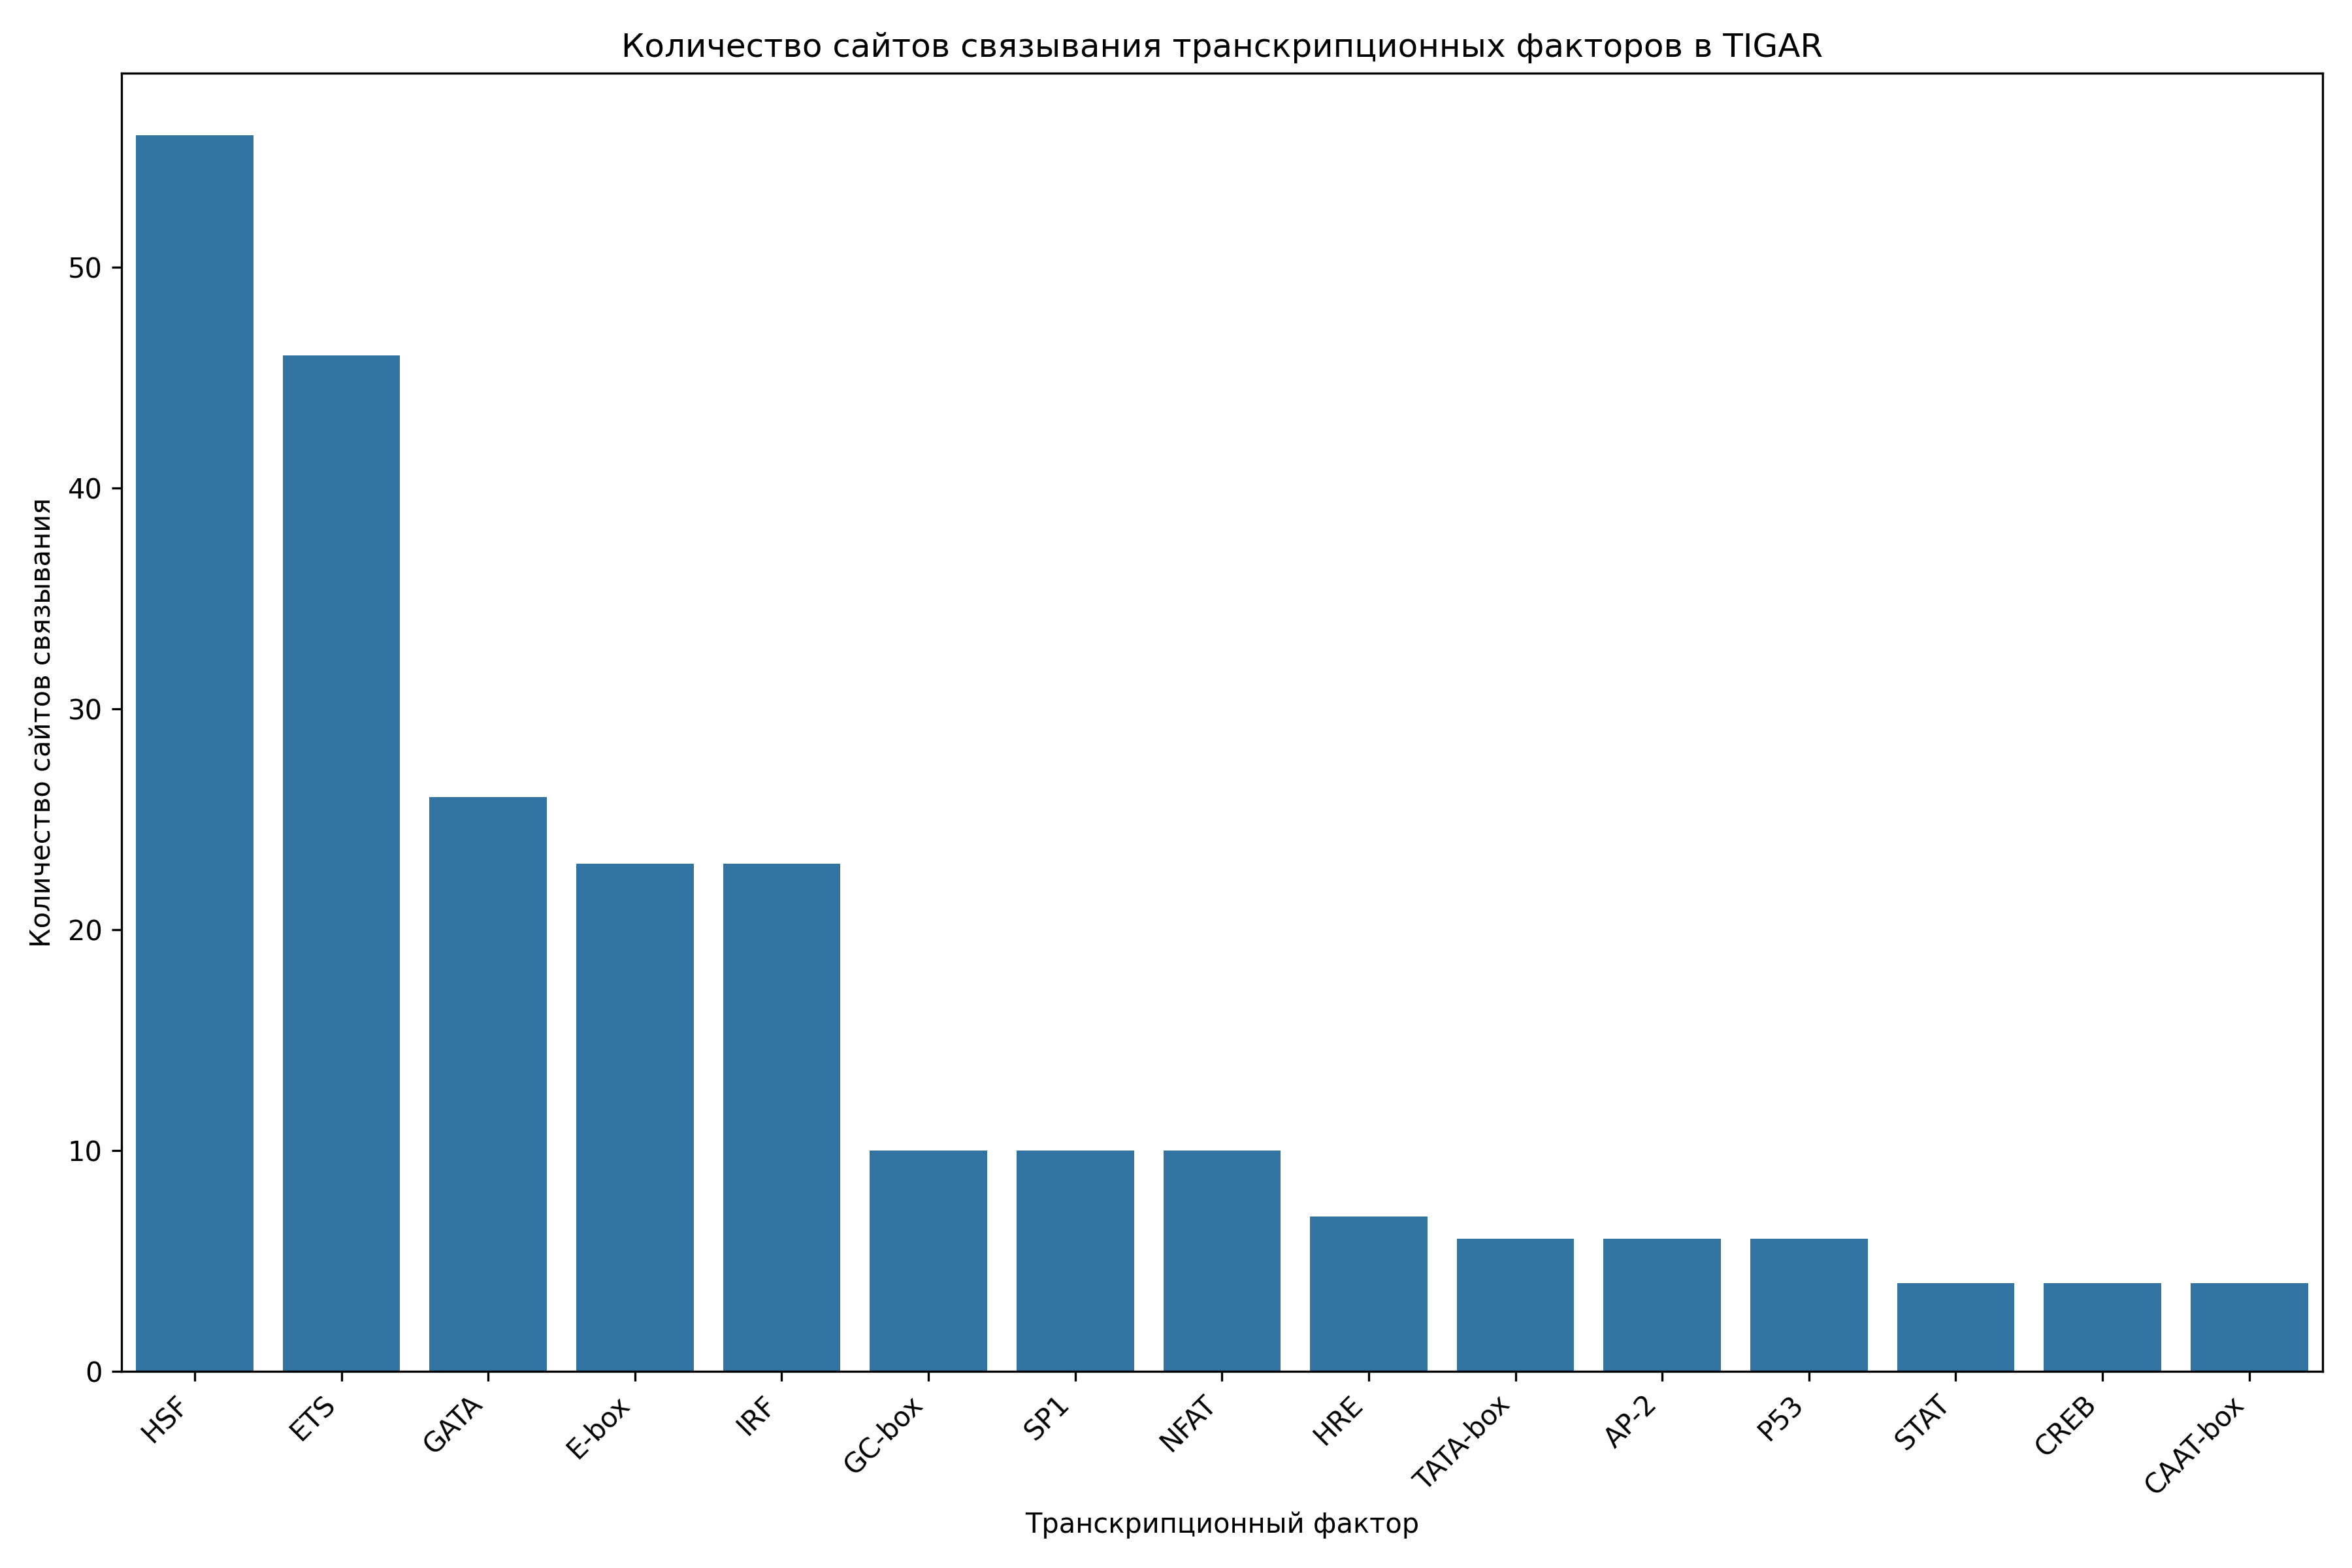 Количество сайтов связывания транскрипционных факторов в TIGAR
Количество сайтов связывания
50
40
30
20
10
0
HSF
ETS
GATA
E-box
IRF
GC-box
SP1
NFAT
HRE
TATA-box
AP-2
P53
STAT
CREB
CAAT-box
Транскрипционный фактор